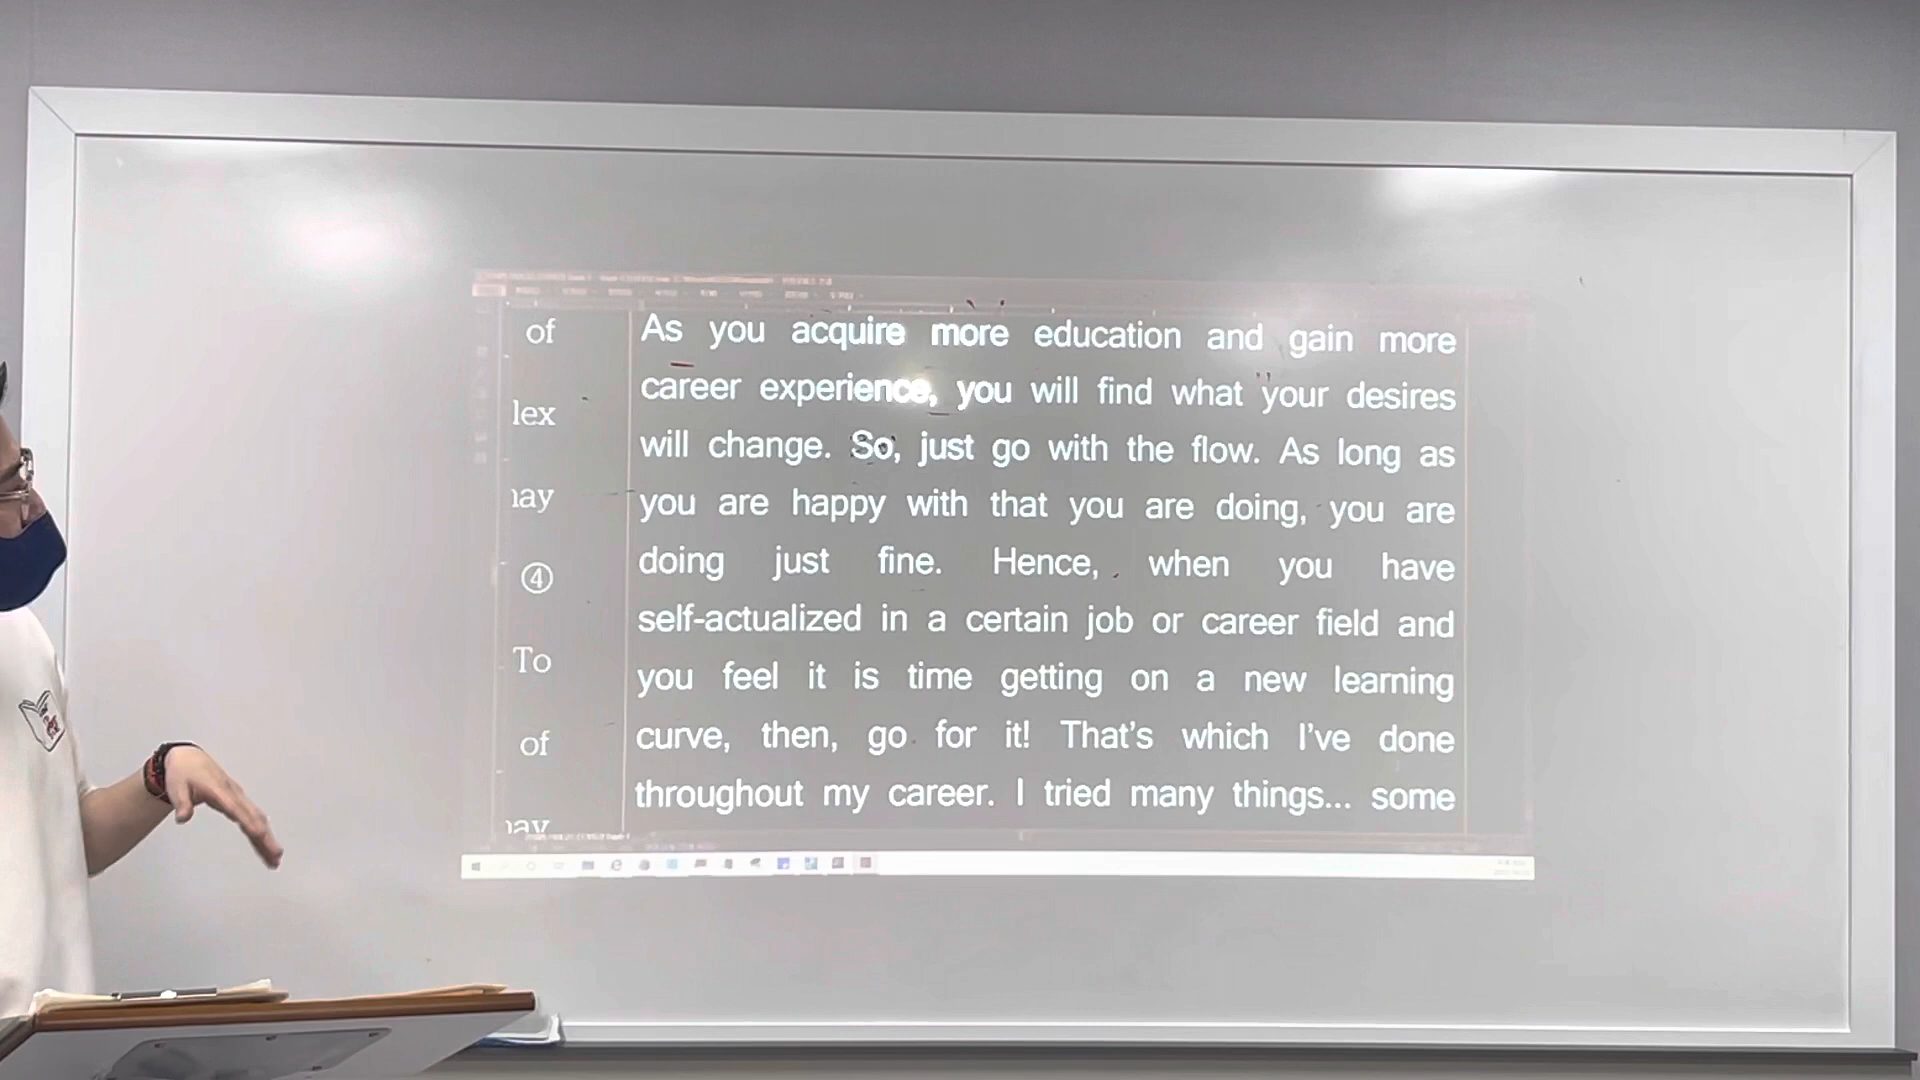 of
lex
nay
④
To
of
As you acquire more education and gain more
career experience, you will find what your desires
will change. So, just go with the flow. As long as
you are happy with that you are doing, you are
doing just fine. Hence, when you have
self-actualized in a certain job or career field and
you feel it is time getting on a new learning
curve, then, go for it! That's which I've done
throughout my career. I tried many things... some